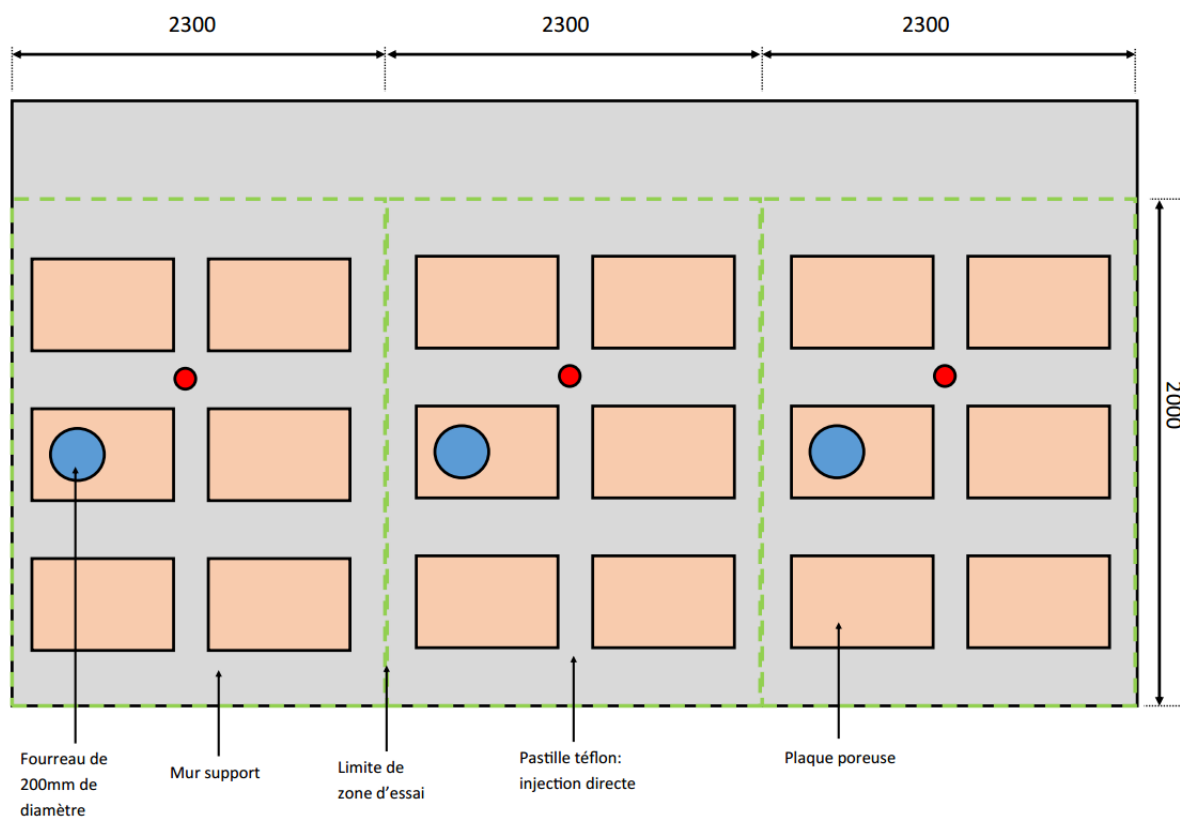 2300
2300
2300
2000
Fourreau de
200mm de
diamètre
Mur support
Limite de
zone d'essai
Pastille téflon:
injection directe
Plaque poreuse